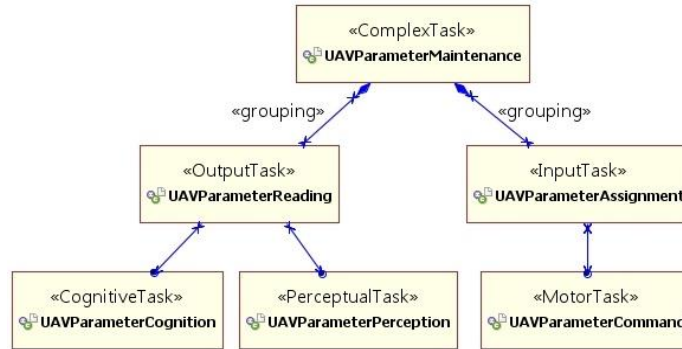 «ComplexTask»
UAVParameterMaintenance
«grouping»
«grouping»
«OutputTask»
UAVParameterReading
«InputTask»
UAVParameterAssignment
«CognitiveTask»
UAVParameterCognition
«PerceptualTask»
UAVParameterPerception
«MotorTask»
UAVParameterCommand